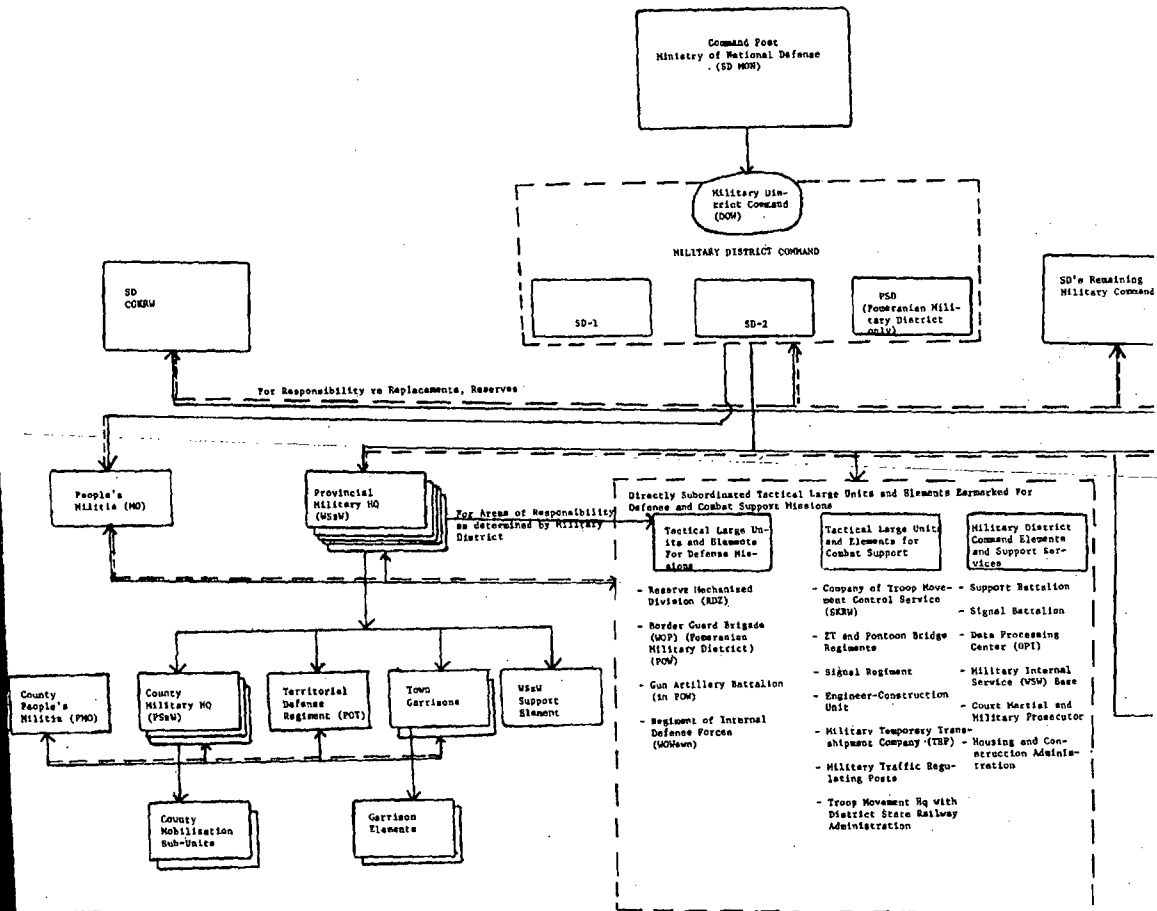 Command Post
Ministry of National Defense
(SD MON)
Military Dis-
trict Command
(DOW)
MILITARY DISTRICT COMMAND
SD
CGKRW
SD-1
SD-2
PSD
(Pomeranian Mili-
tary District
only)
SD's Remaining
Military Command
For Responsibility re Replacements, Reserves
People's
Militia (MO)
Provincial
Military HQ
(WSzW)
For Areas of Responsibility
as determined by Military
District
Directly Subordinated Tactical Large Units and Elements Earmarked For
Defense and Combat Support Missions
Tactical Large Un-
its and Elements
For Defense Mis-
sions
- Reserve Mechanized
Division (RDZ)
- Border Guard Brigade
(WOP) (Pomeranian
Military District)
(POW)
- Gun Artillery Battalion
(in POW)
- Regiment of Internal
Defense Forces
(WOWewn)
Tactical Large Units
and Elements for
Combat Support
- Company of Troop Move-
ment Control Service
(SKRW)
- ZT and Pontoon Bridge
Regiments
- Signal Regiment
- Engineer-Construction
Unit
- Military Temporary Trans-
shipment Company (TRP)
- Military Traffic Regu-
lating Posts
- Troop Movement Hq with
District State Railway
Administration
Military District
Command Elements
and Support Ser-
vices
- Support Battalion
- Signal Battalion
- Data Processing
Center (OPI)
- Military Internal
Service (WSW) Base
- Court Martial and
Military Prosecutor
- Housing and Con-
struction Adminis-
tration
County
People's
Militia (PMO)
County
Military HQ
(PSzW)
Territorial
Defense
Regiment (POT)
Town
Garrisons
WSzW
Support
Element
County
Mobilization
Sub-Units
Garrison
Elements